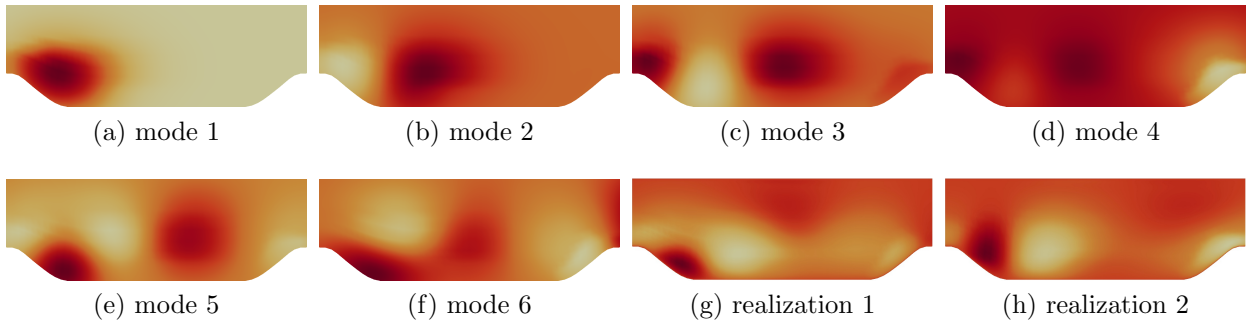 (a) mode 1
(b) mode 2
(c) mode 3
(d) mode 4
(e) mode 5
(f) mode 6
(g) realization 1
(h) realization 2